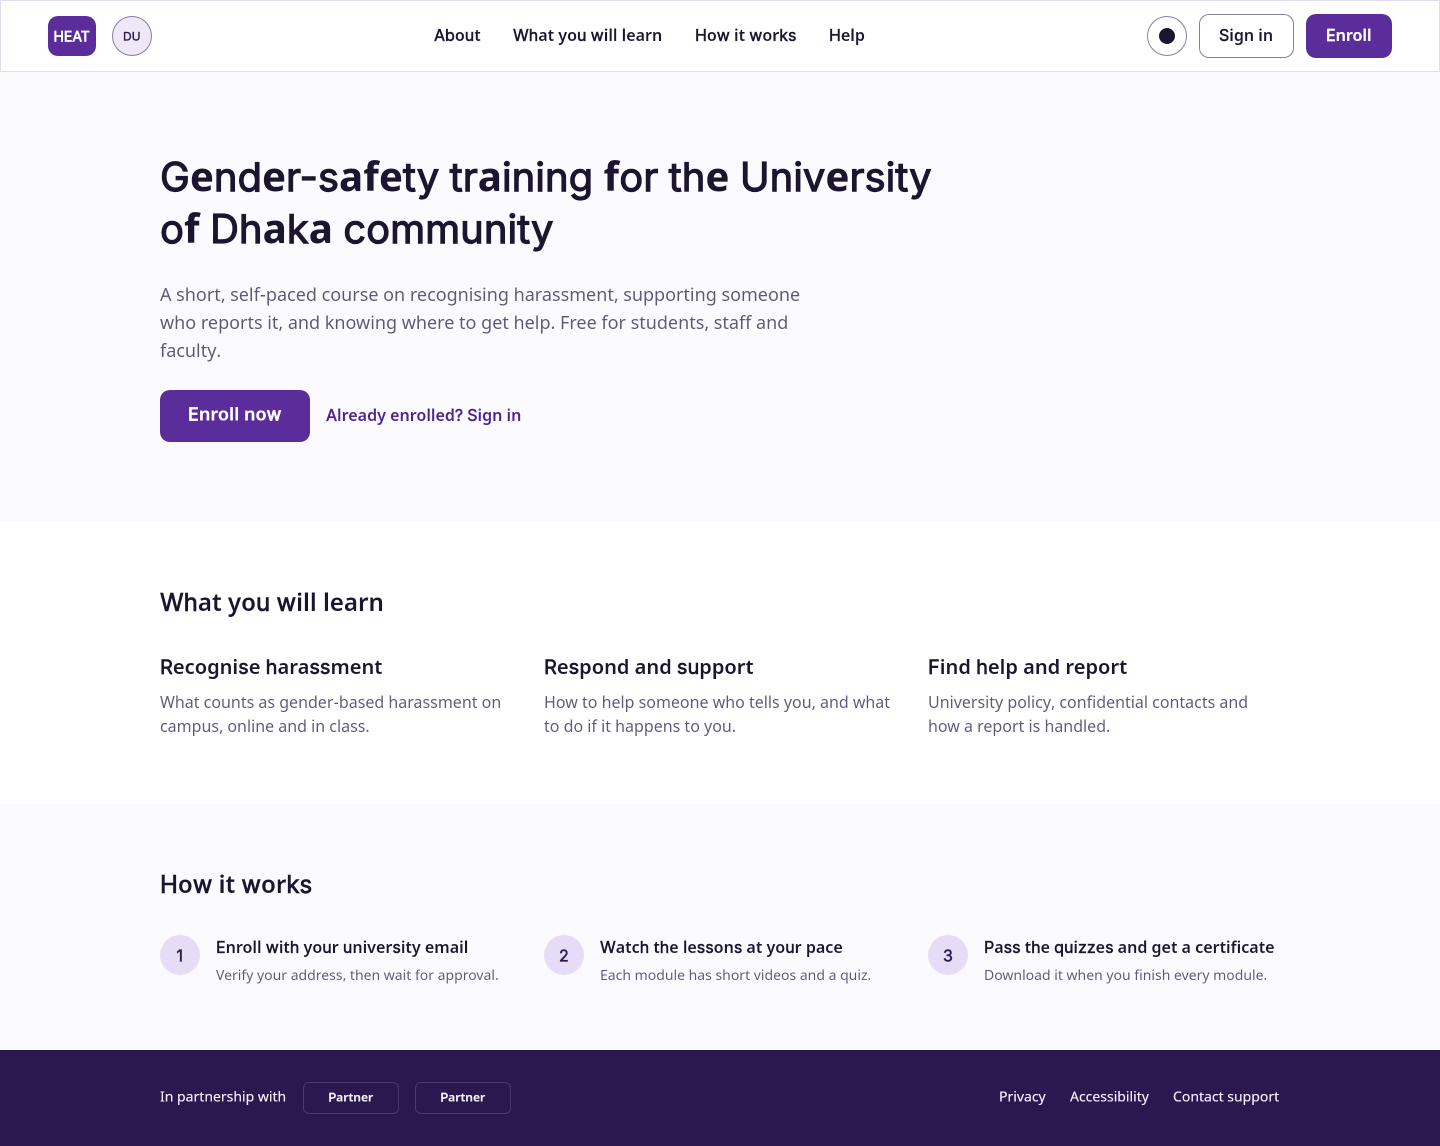 HEAT
DU
About
What you will learn
How it works
Help
Sign in
Enroll
Gender-safety training for the University
of Dhaka community
A short, self-paced course on recognising harassment, supporting someone
who reports it, and knowing where to get help. Free for students, staff and
faculty.
Enroll now
Already enrolled? Sign in
What you will learn
Recognise harassment
What counts as gender-based harassment on
campus, online and in class.
Respond and support
How to help someone who tells you, and what
to do if it happens to you.
Find help and report
University policy, confidential contacts and
how a report is handled.
How it works
1
Enroll with your university email
Verify your address, then wait for approval.
2
Watch the lessons at your pace
Each module has short videos and a quiz.
3
Pass the quizzes and get a certificate
Download it when you finish every module.
In partnership with
Partner
Partner
Privacy
Accessibility
Contact support